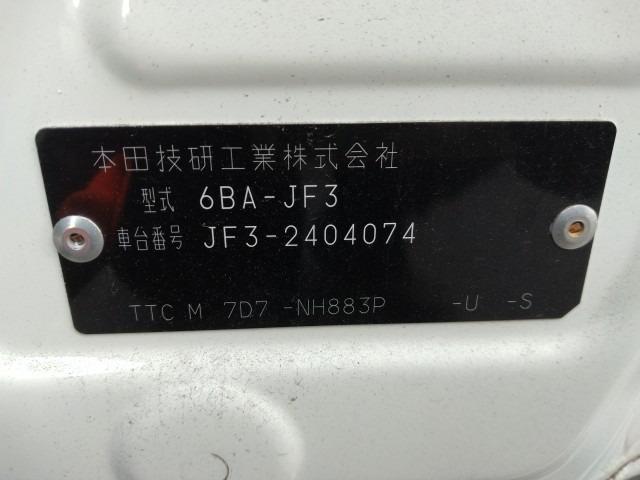 本田技研工業株式会社
型式 6BA-JF3
車台番号 JF3-2404074
TTC M 7D7 -NH883P -U -S